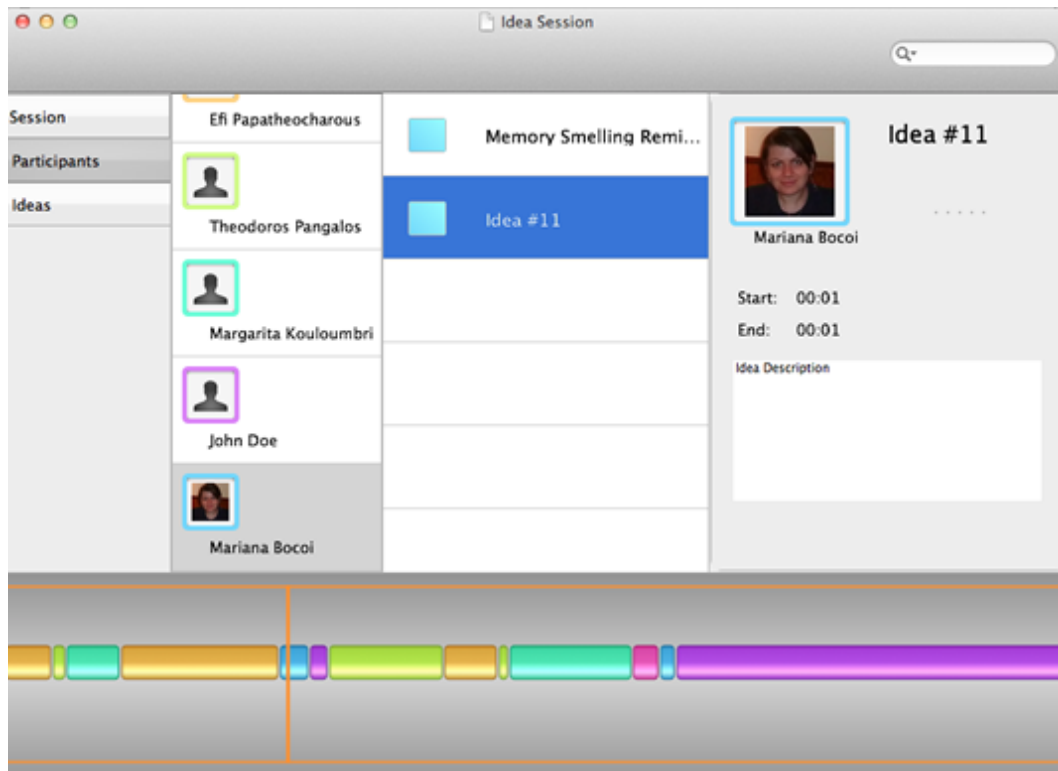 Idea Session
Session
Participants
Ideas
Efi Papatheocharous
Theodoros Pangalos
Margarita Kouloumbri
John Doe
Mariana Bocoi
Memory Smelling Remi...
Idea #11
Idea #11
.....
Mariana Bocoi
Start: 00:01
End: 00:01
Idea Description